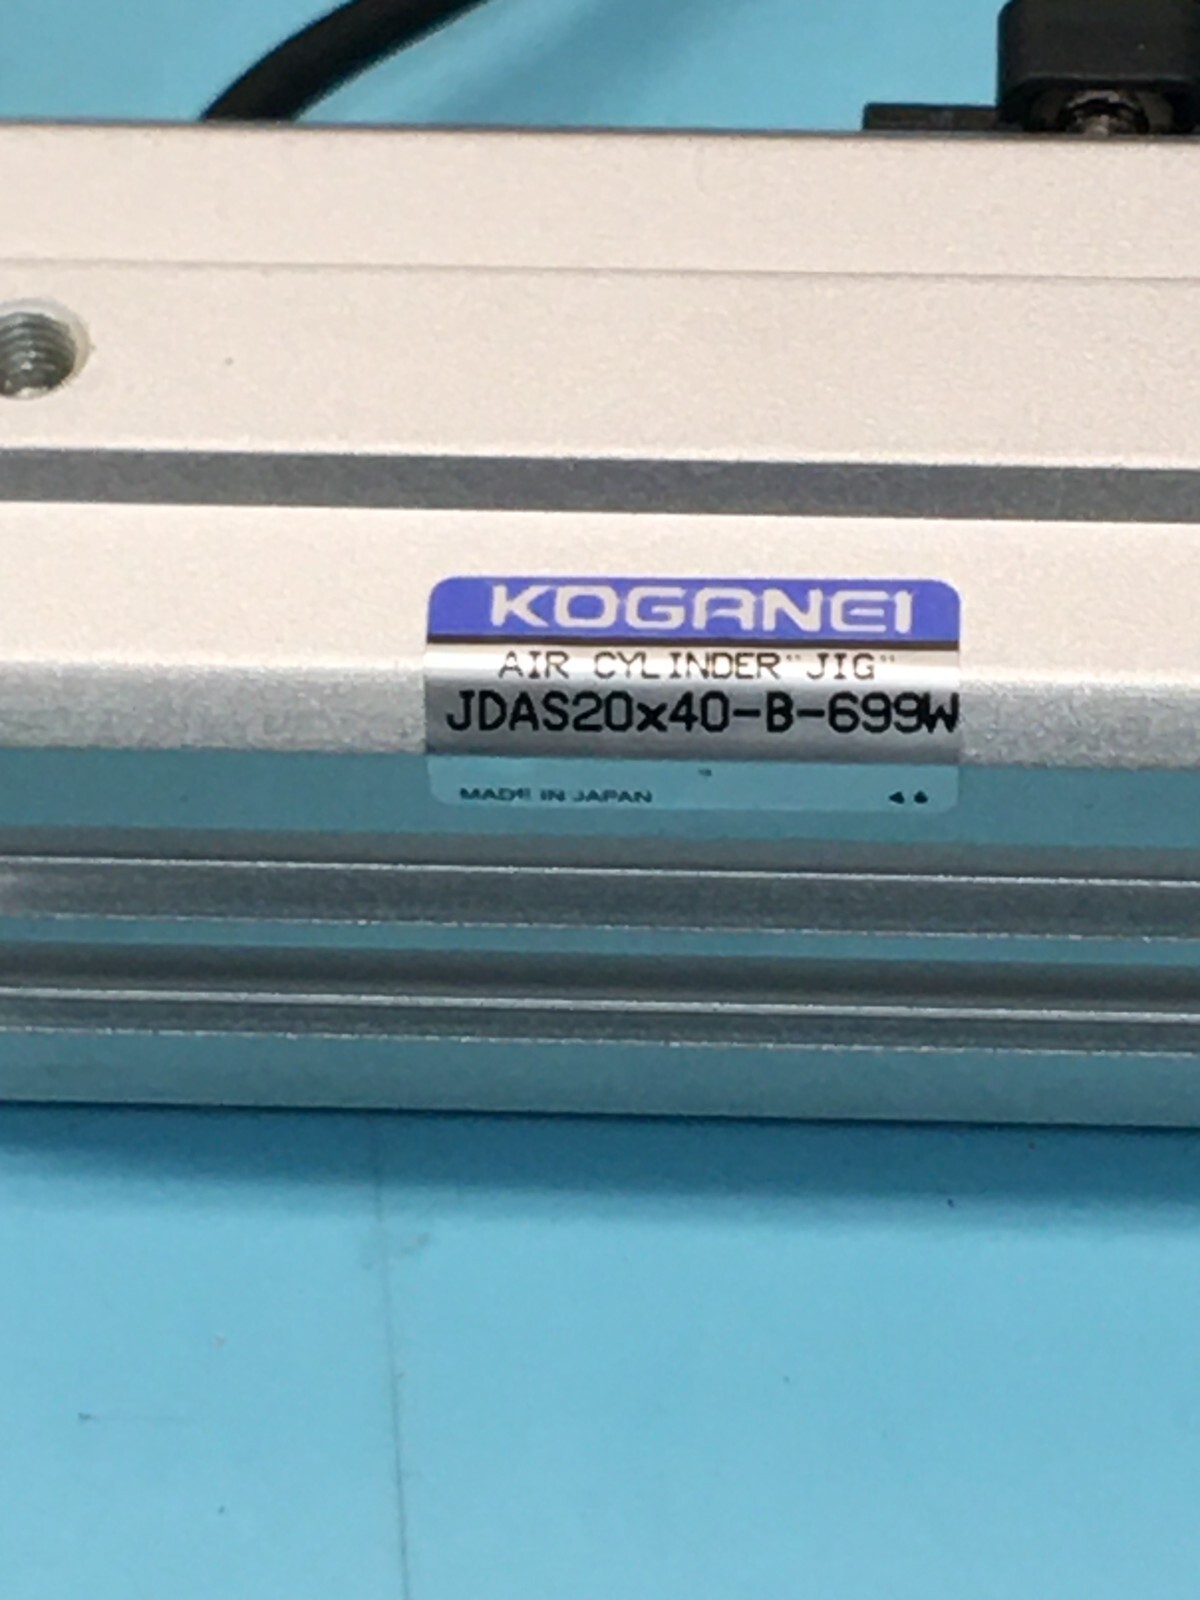 KOGANEI
AIR CYLINDER"JIG"
JDAS20x40-B-699W
MADE IN JAPAN